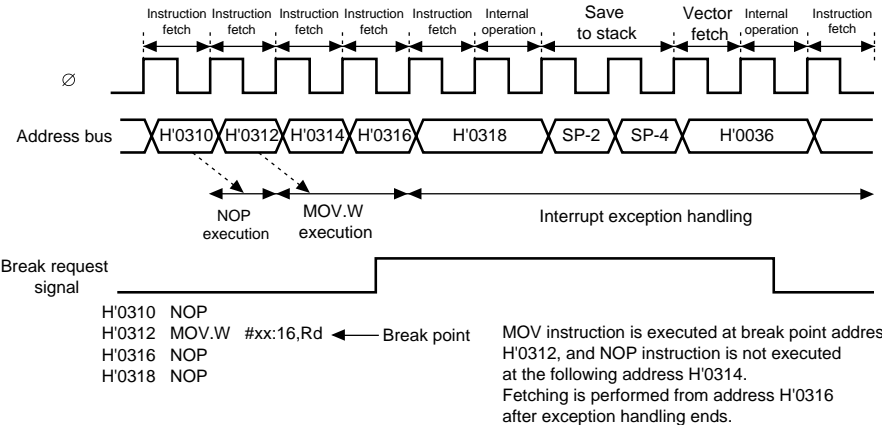 Instruction fetch
Instruction fetch
Instruction fetch
Instruction fetch
Instruction fetch
Internal operation
Save to stack
Vector fetch
Internal operation
Instruction fetch
∅
Address bus H'0310 H'0312 H'0314 H'0316 H'0318 SP-2 SP-4 H'0036
NOP execution
MOV.W execution
Interrupt exception handling
Break request
signal
H'0310 NOP
H'0312 MOV.W #xx:16,Rd Break point
H'0316 NOP
H'0318 NOP
MOV instruction is executed at break point addres
H'0312, and NOP instruction is not executed
at the following address H'0314.
Fetching is performed from address H'0316
after exception handling ends.